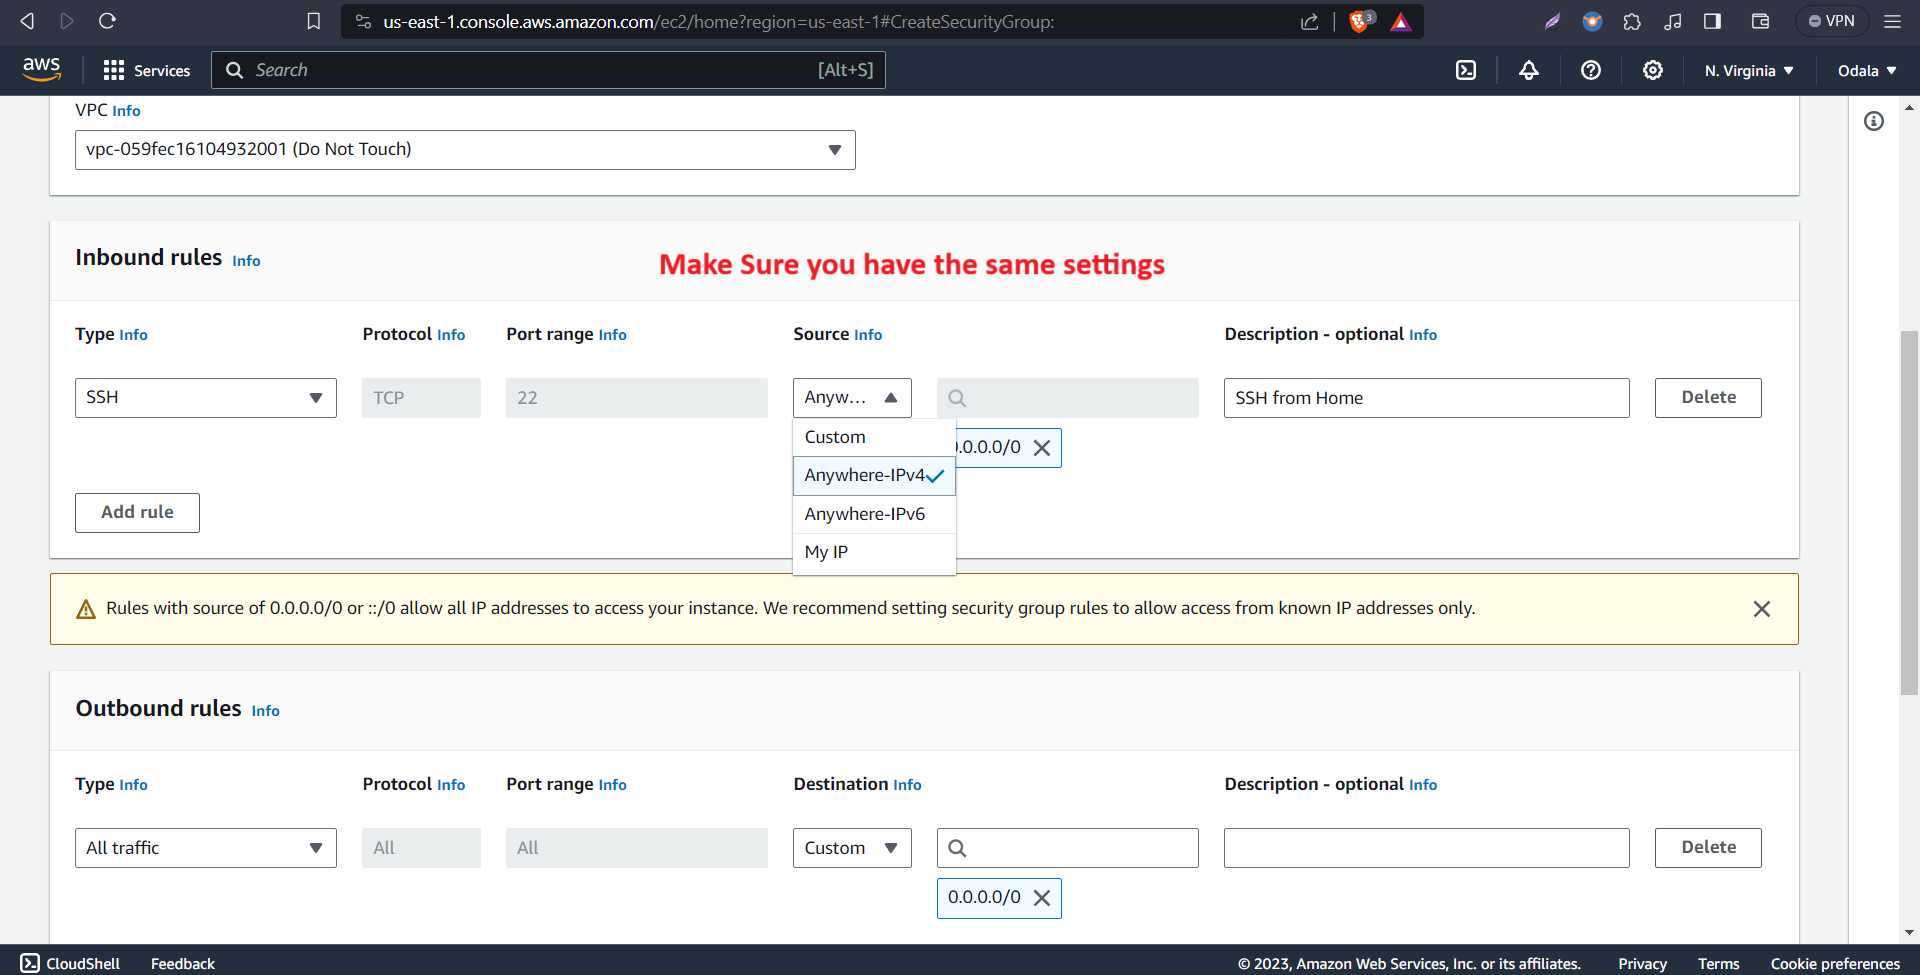 us-east-1.console.aws.amazon.com/ec2/home?region=us-east-1#CreateSecurityGroup:
3
VPN
aws
Services
Search
[Alt+S]
N. Virginia
Odala
VPC Info
vpc-059fec16104932001 (Do Not Touch)
Inbound rules Info
Make Sure you have the same settings
Type Info
Protocol Info
Port range Info
Source Info
Description - optional Info
SSH
TCP
22
Anyw...
SSH from Home
Delete
Custom
.0.0.0/0
Anywhere-IPv4
Anywhere-IPv6
My IP
Add rule
Rules with source of 0.0.0.0/0 or ::/0 allow all IP addresses to access your instance. We recommend setting security group rules to allow access from known IP addresses only.
Outbound rules Info
Type Info
Protocol Info
Port range Info
Destination Info
Description - optional Info
All traffic
All
All
Custom
Delete
0.0.0.0/0
CloudShell
Feedback
© 2023, Amazon Web Services, Inc. or its affiliates.
Privacy
Terms
Cookie preferences